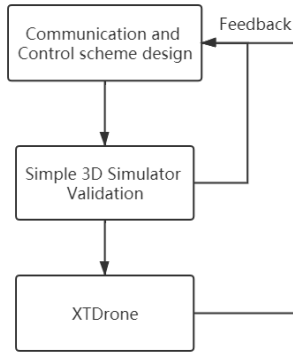 Feedback
Communication and
Control scheme design
Simple 3D Simulator
Validation
XTDrone